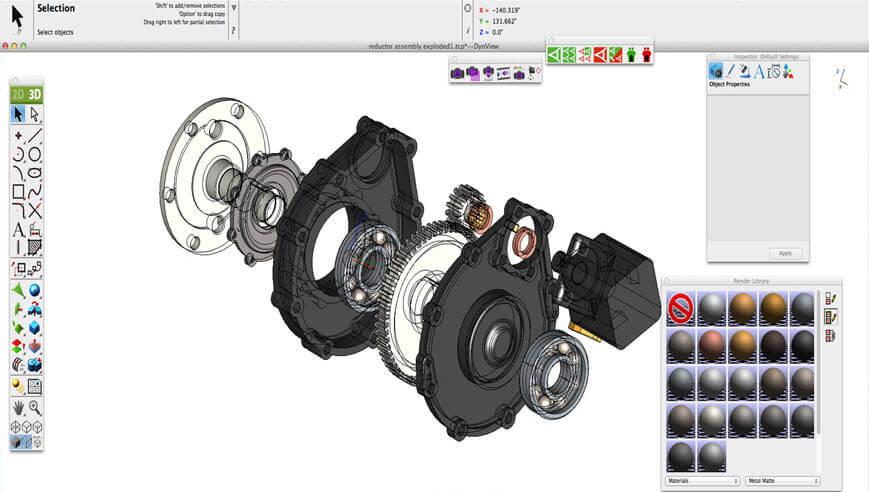 Selection
'Shift' to add/remove selections
'Option' to drag copy
Drag right to left for partial selection
Select objects
?
X = -140.319"
Y = 131.662"
Z = 0.0"
i
reductor.assembly exploded1.tcp*--DynView
Inspector: Default Settings
Object Properties
Apply
z
y
2D 3D
A
Render Library
Materials
Metal Matte